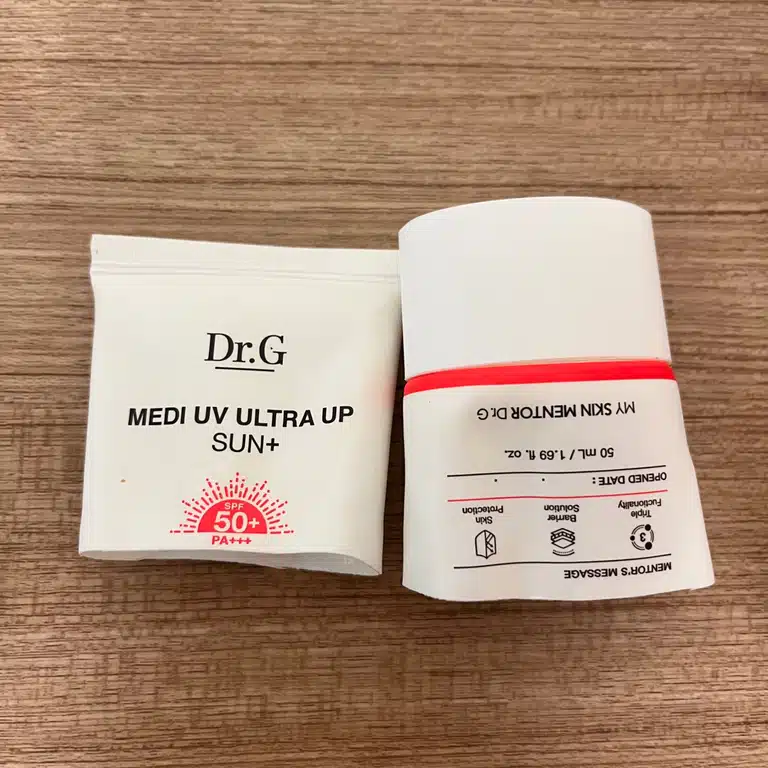 Dr.G
MEDI UV ULTRA UP
SUN+
SPF
50+
PA+++
MENTOR'S MESSAGE
3
Triple
Fuctionality
Barrier
Solution
Skin
Protection
OPENED DATE : . .
50 mL / 1.69 fl. oz.
MY SKIN MENTOR Dr.G